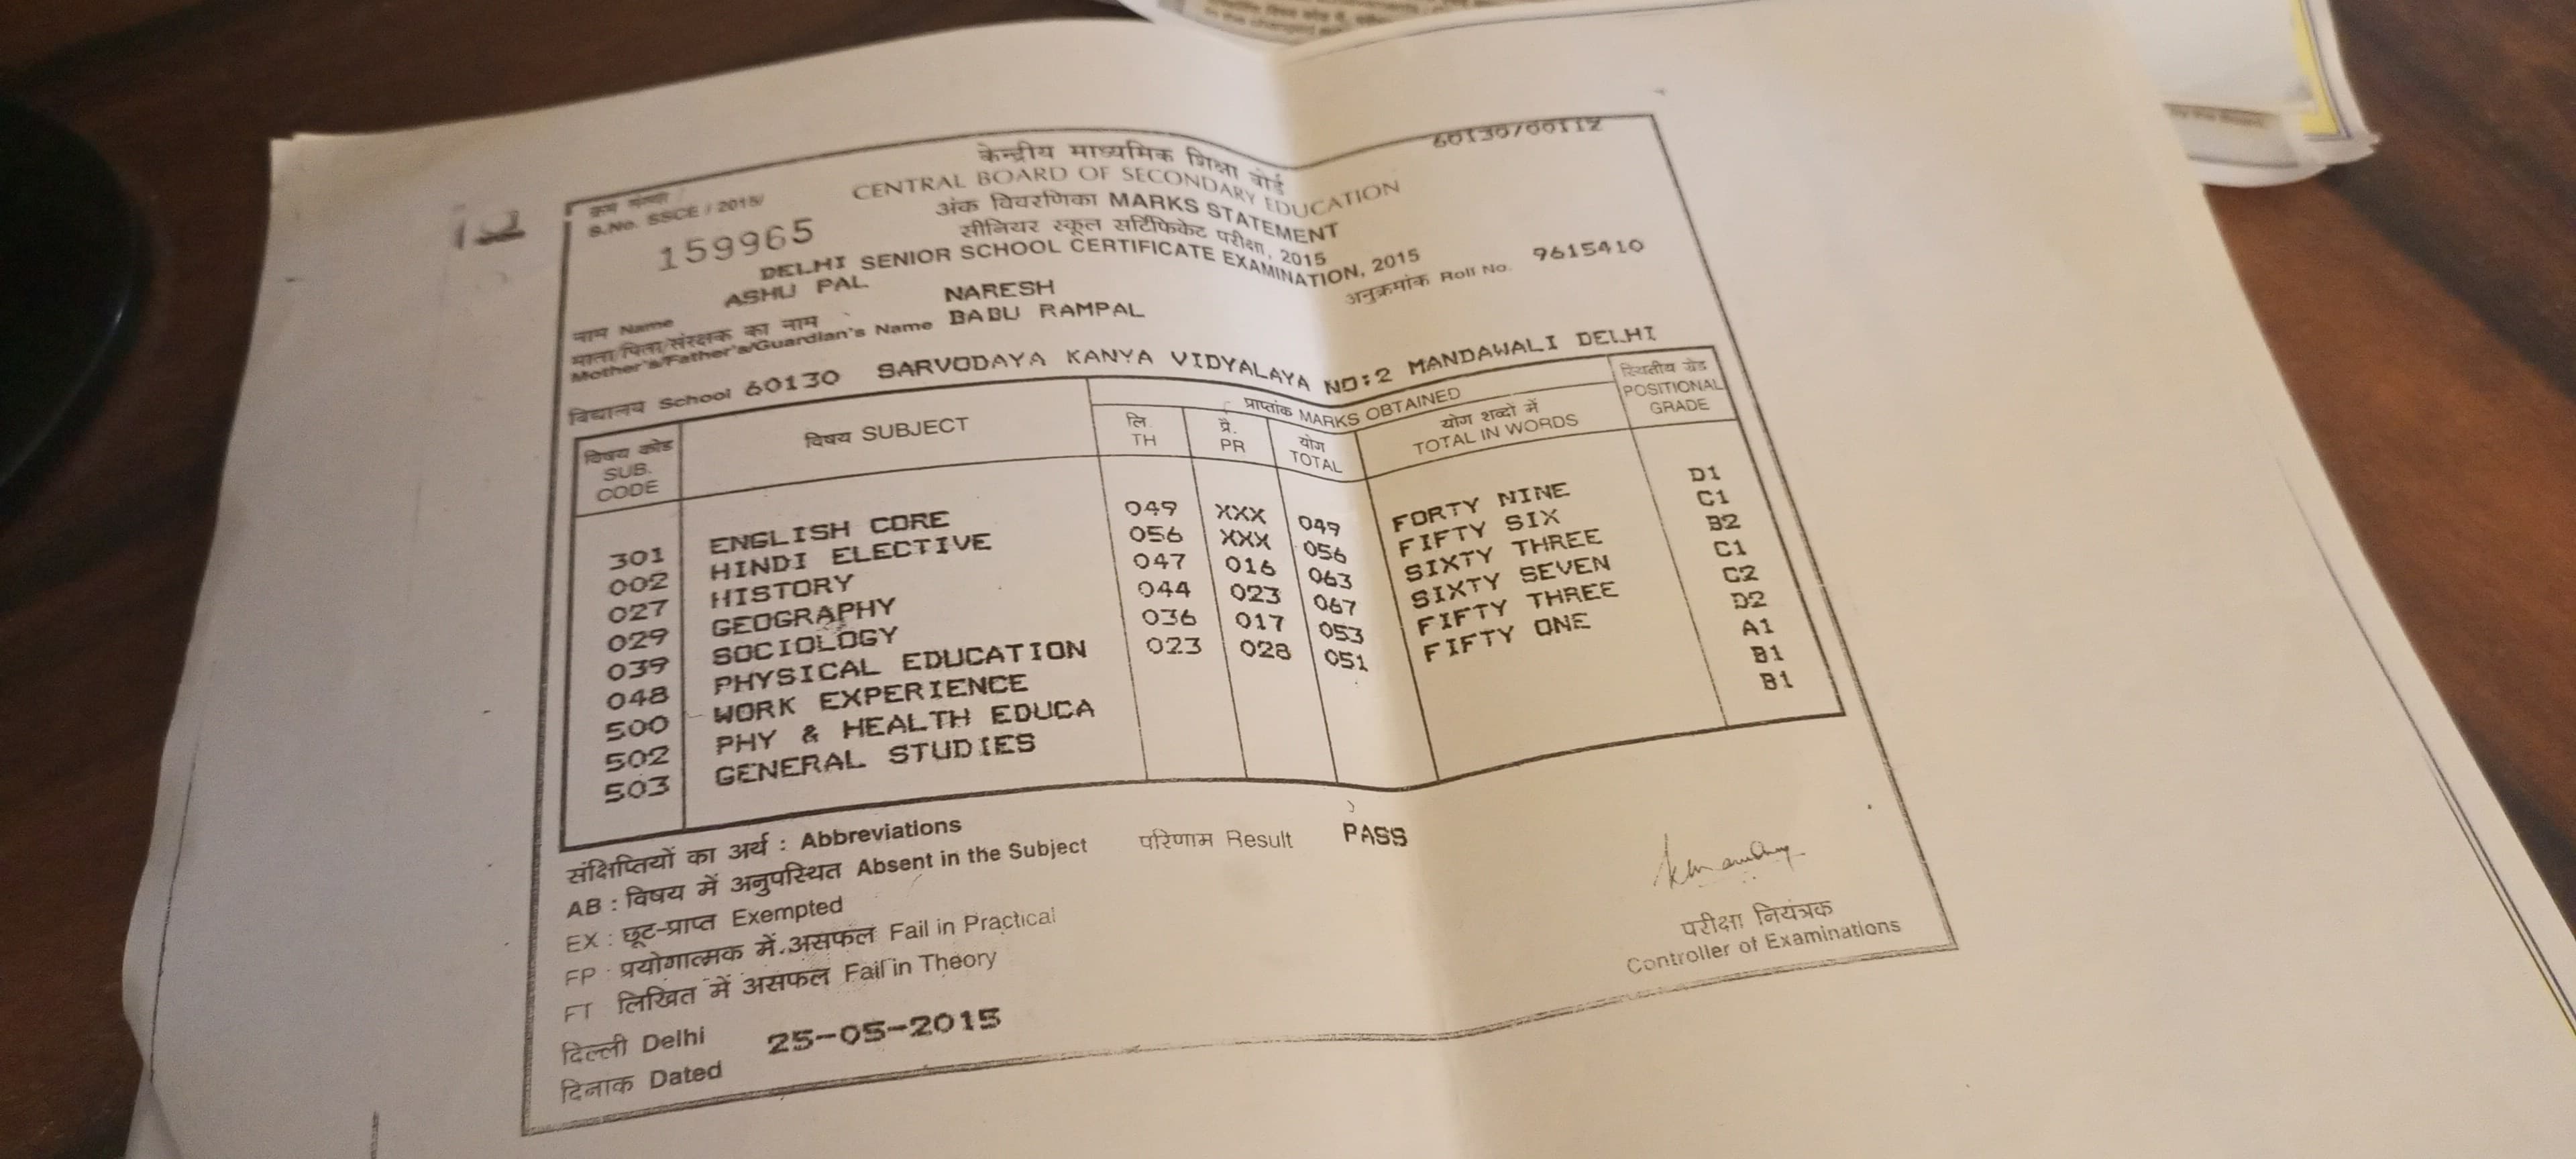 60130/00112
केन्द्रीय माध्यमिक शिक्षा बोर्ड
CENTRAL BOARD OF SECONDARY EDUCATION
क्रम संख्या
S.No. SSCE / 2015/
अंक विवरणिका MARKS STATEMENT
159965
सीनियर स्कूल सर्टिफिकेट परीक्षा, 2015
DELHI SENIOR SCHOOL CERTIFICATE EXAMINATION, 2015
नाम Name ASHU PAL
अनुक्रमांक Roll No. 9615410
माता/पिता/संरक्षक का नाम NARESH
Mother's/Father's/Guardian's Name BABU RAMPAL
विद्यालय School 60130 SARVODAYA KANYA VIDYALAYA NO:2 MANDAWALI DELHI
विषय कोड SUB. CODE विषय SUBJECT प्राप्तांक MARKS OBTAINED स्थितीय ग्रेड POSITIONAL GRADE
लि. TH प्रै. PR योग TOTAL योग शब्दों में TOTAL IN WORDS
301 ENGLISH CORE 049 XXX 049 FORTY NINE D1
002 HINDI ELECTIVE 056 XXX 056 FIFTY SIX C1
027 HISTORY 047 016 063 SIXTY THREE B2
029 GEOGRAPHY 044 023 067 SIXTY SEVEN C1
039 SOCIOLOGY 036 017 053 FIFTY THREE C2
048 PHYSICAL EDUCATION 023 028 051 FIFTY ONE D2
500 WORK EXPERIENCE A1
502 PHY & HEALTH EDUCA B1
503 GENERAL STUDIES B1
संक्षिप्तियों का अर्थ : Abbreviations
AB : विषय में अनुपस्थित Absent in the Subject परिणाम Result PASS
EX : छूट-प्राप्त Exempted
FP : प्रयोगात्मक में असफल Fail in Practical
FT लिखित में असफल Fail in Theory
दिल्ली Delhi
दिनांक Dated 25-05-2015
परीक्षा नियंत्रक
Controller of Examinations